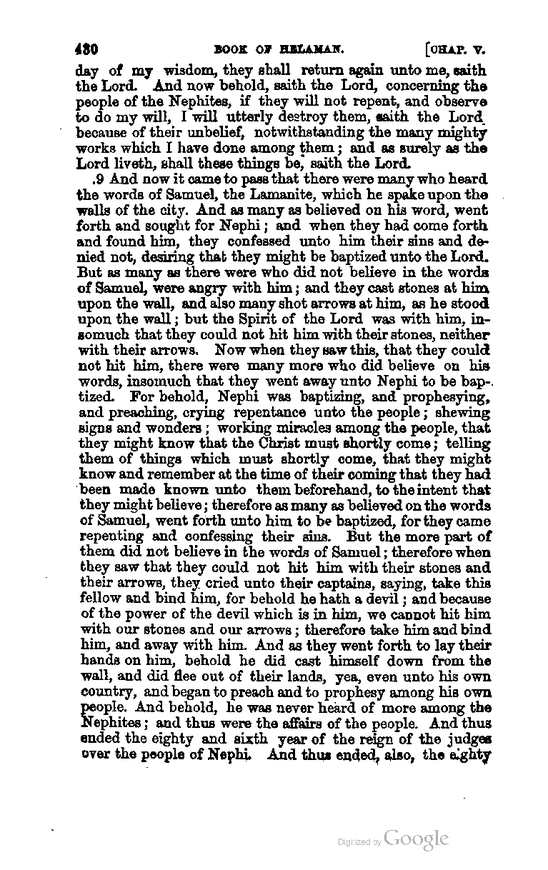 430 BOOK OF HELAMAN. [CHAP. V.
day of my wisdom, they shall return again unto me, saith
the Lord. And now behold, saith the Lord, concerning the
people of the Nephites, if they will not repent, and observe
to do my will, I will utterly destroy them, saith the Lord
because of their unbelief, notwithstanding the many mighty
works which I have done among them; and as surely as the
Lord liveth, shall these things be, saith the Lord.
.9 And now it came to pass that there were many who heard
the words of Samuel, the Lamanite, which he spake upon the
walls of the city. And as many as believed on his word, went
forth and sought for Nephi; and when they had come forth
and found him, they confessed unto him their sins and de-
nied not, desiring that they might be baptized unto the Lord.
But as many as there were who did not believe in the words
of Samuel, were angry with him; and they cast stones at him
upon the wall, and also many shot arrows at him, as he stood
upon the wall; but the Spirit of the Lord was with him, in-
somuch that they could not hit him with their stones, neither
with their arrows. Now when they saw this, that they could
not hit him, there were many more who did believe on his
words, insomuch that they went away unto Nephi to be bap-
tized. For behold, Nephi was baptizing, and prophesying,
and preaching, crying repentance unto the people; shewing
signs and wonders; working miracles among the people, that
they might know that the Christ must shortly come; telling
them of things which must shortly come, that they might
know and remember at the time of their coming that they had
been made known unto them beforehand, to the intent that
they might believe; therefore as many as believed on the words
of Samuel, went forth unto him to be baptized, for they came
repenting and confessing their sins. But the more part of
them did not believe in the words of Samuel; therefore when
they saw that they could not hit him with their stones and
their arrows, they cried unto their captains, saying, take this
fellow and bind him, for behold he hath a devil; and because
of the power of the devil which is in him, we cannot hit him
with our stones and our arrows; therefore take him and bind
him, and away with him. And as they went forth to lay their
hands on him, behold he did cast himself down from the
wall, and did flee out of their lands, yea, even unto his own
country, and began to preach and to prophesy among his own
people. And behold, he was never heard of more among the
Nephites; and thus were the affairs of the people. And thus
ended the eighty and sixth year of the reign of the judges
over the people of Nephi. And thus ended, also, the eighty
Digitized by Google